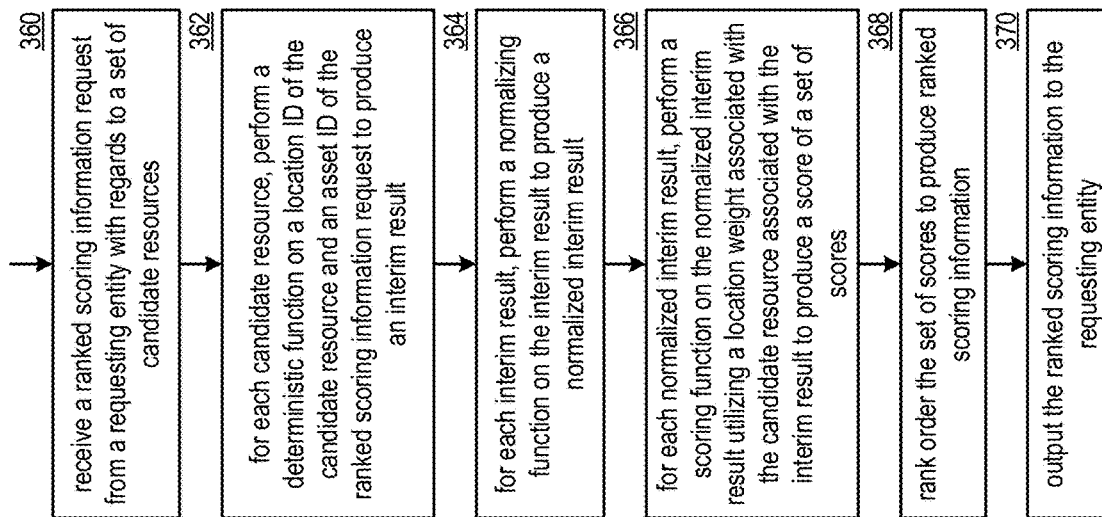 360
receive a ranked scoring information request
from a requesting entity with regards to a set of
candidate resources
362
for each candidate resource, perform a
deterministic function on a location ID of the
candidate resource and an asset ID of the
ranked scoring information request to produce
an interim result
364
for each interim result, perform a normalizing
function on the interim result to produce a
normalized interim result
366
for each normalized interim result, perform a
scoring function on the normalized interim
result utilizing a location weight associated with
the candidate resource associated with the
interim result to produce a score of a set of
scores
368
rank order the set of scores to produce ranked
scoring information
370
output the ranked scoring information to the
requesting entity